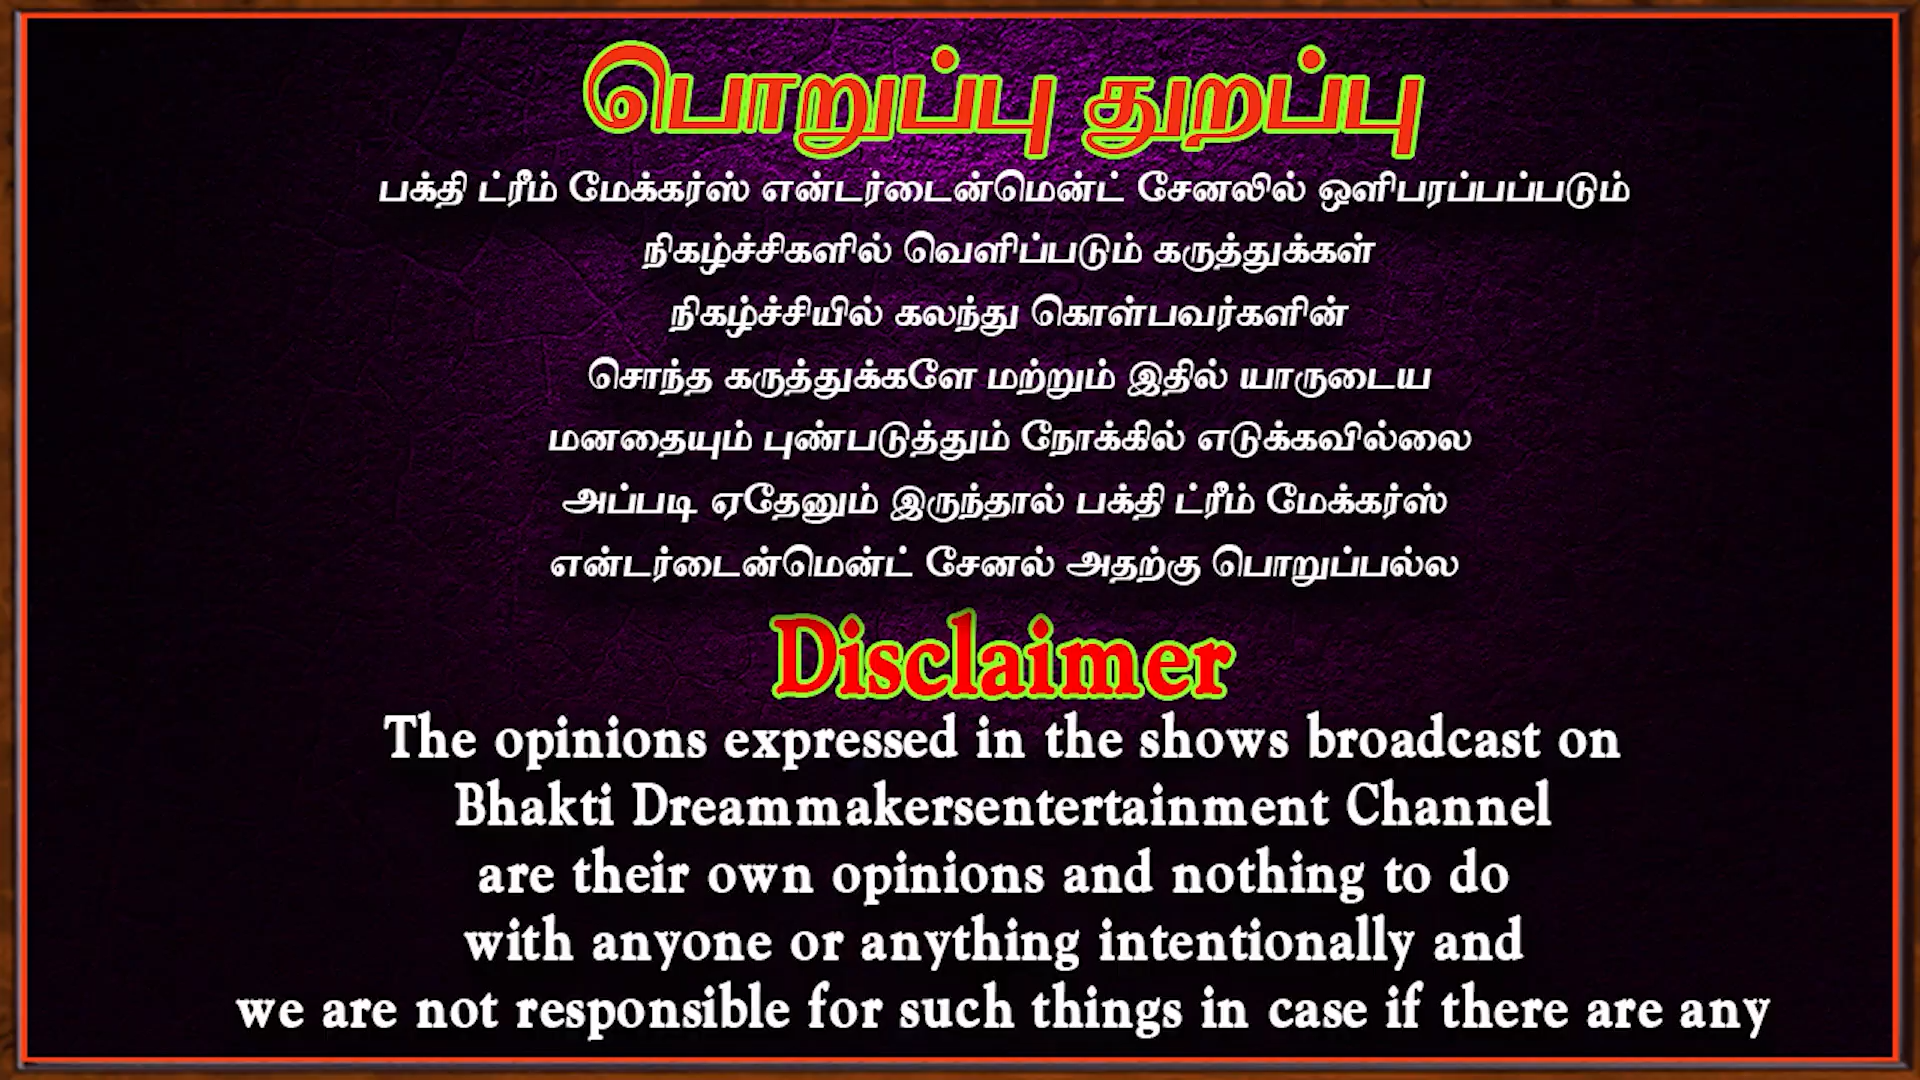 பொறுப்பு துறப்பு
பக்தி ட்ரீம் மேக்கர்ஸ் என்டர்டைன்மென்ட் சேனலில் ஒளிபரப்பப்படும்
நிகழ்ச்சிகளில் வெளிப்படும் கருத்துக்கள்
நிகழ்ச்சியில் கலந்து கொள்பவர்களின்
சொந்த கருத்துக்களே மற்றும் இதில் யாருடைய
மனதையும் புண்படுத்தும் நோக்கில் எடுக்கவில்லை
அப்படி ஏதேனும் இருந்தால் பக்தி ட்ரீம் மேக்கர்ஸ்
என்டர்டைன்மென்ட் சேனல் அதற்கு பொறுப்பல்ல
Disclaimer
The opinions expressed in the shows broadcast on
Bhakti Dreammakersentertainment Channel
are their own opinions and nothing to do
with anyone or anything intentionally and
we are not responsible for such things in case if there are any